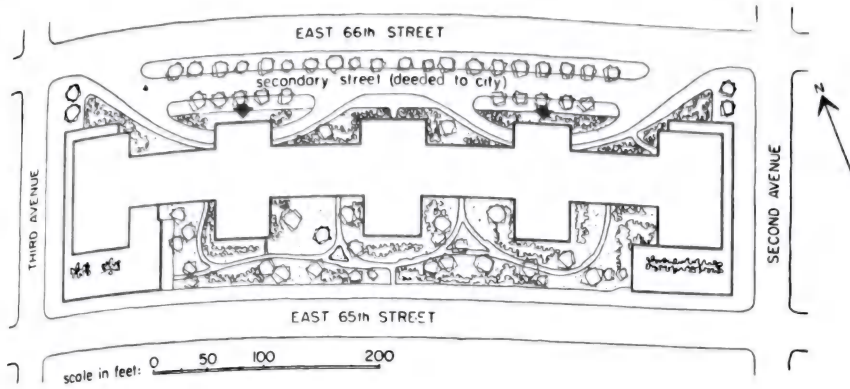 EAST 66th STREET
secondary street (deeded to city)
N
THIRD AVENUE
SECOND AVENUE
EAST 65th STREET
scale in feet: 0 50 100 200